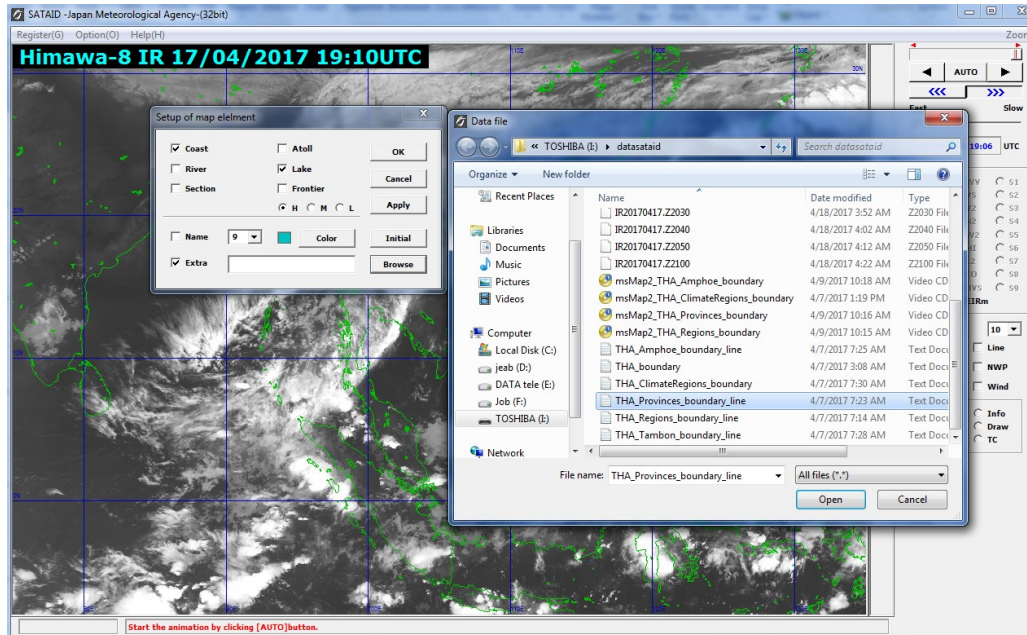 SATAID -Japan Meteorological Agency-(32bit)
Register(G) Option(O) Help(H) Zoom
Himawa-8 IR 17/04/2017 19:10UTC
AUTO
<<< >>>
Fast Slow
19:06 UTC
Setup of map elelment
Coast Atoll OK
River Lake
Section Frontier Cancel
H M L Apply
Name 9 Color Initial
Extra Browse
Data file
« TOSHIBA (I:) datasataid Search datasataid
Organize New folder
Recent Places
Libraries
Documents
Music
Pictures
Videos
Computer
Local Disk (C:)
jeab (D:)
DATA tele (E:)
Job (F:)
TOSHIBA (I:)
Network
Name Date modified Type
IR20170417.Z2030 4/18/2017 3:52 AM Z2030 File
IR20170417.Z2040 4/18/2017 4:02 AM Z2040 File
IR20170417.Z2050 4/18/2017 4:12 AM Z2050 File
IR20170417.Z2100 4/18/2017 4:22 AM Z2100 File
msMap2_THA_Amphoe_boundary 4/9/2017 10:18 AM Video CD
msMap2_THA_ClimateRegions_boundary 4/7/2017 1:19 PM Video CD
msMap2_THA_Provinces_boundary 4/9/2017 10:16 AM Video CD
msMap2_THA_Regions_boundary 4/9/2017 10:15 AM Video CD
THA_Amphoe_boundary_line 4/7/2017 7:25 AM Text Docu
THA_boundary 4/7/2017 3:08 AM Text Docu
THA_ClimateRegions_boundary 4/7/2017 7:30 AM Text Docu
THA_Provinces_boundary_line 4/7/2017 7:23 AM Text Docu
THA_Regions_boundary_line 4/7/2017 7:14 AM Text Docu
THA_Tambon_boundary_line 4/7/2017 7:28 AM Text Docu
File name: THA_Provinces_boundary_line All files (*.*)
Open Cancel
S1
S2
S3
S4
S5
S6
S7
S8
S9
EIRm
10
Line
NWP
Wind
Info
Draw
TC
110E
30N
20N
10N
Start the animation by clicking [AUTO]button.